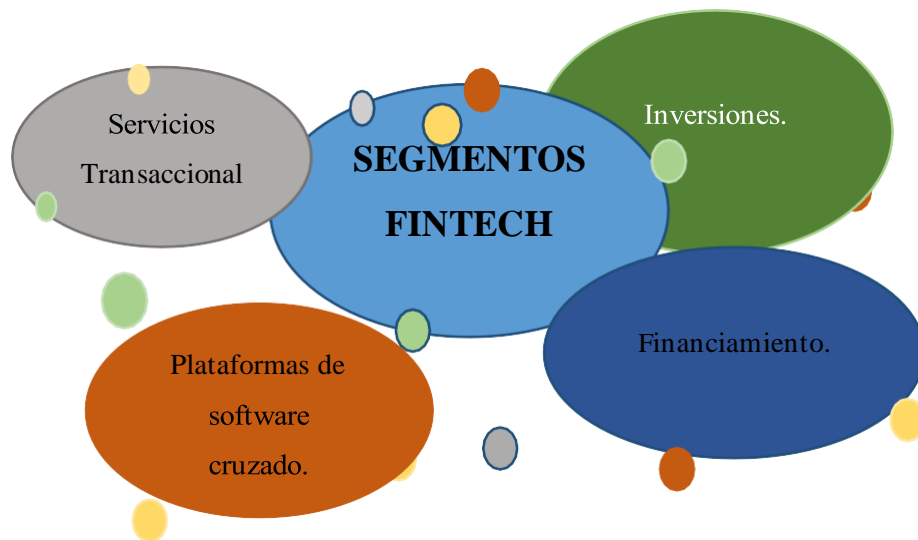 Servicios
Transaccional
SEGMENTOS
FINTECH
Inversiones.
Financiamiento.
Plataformas de
software
cruzado.